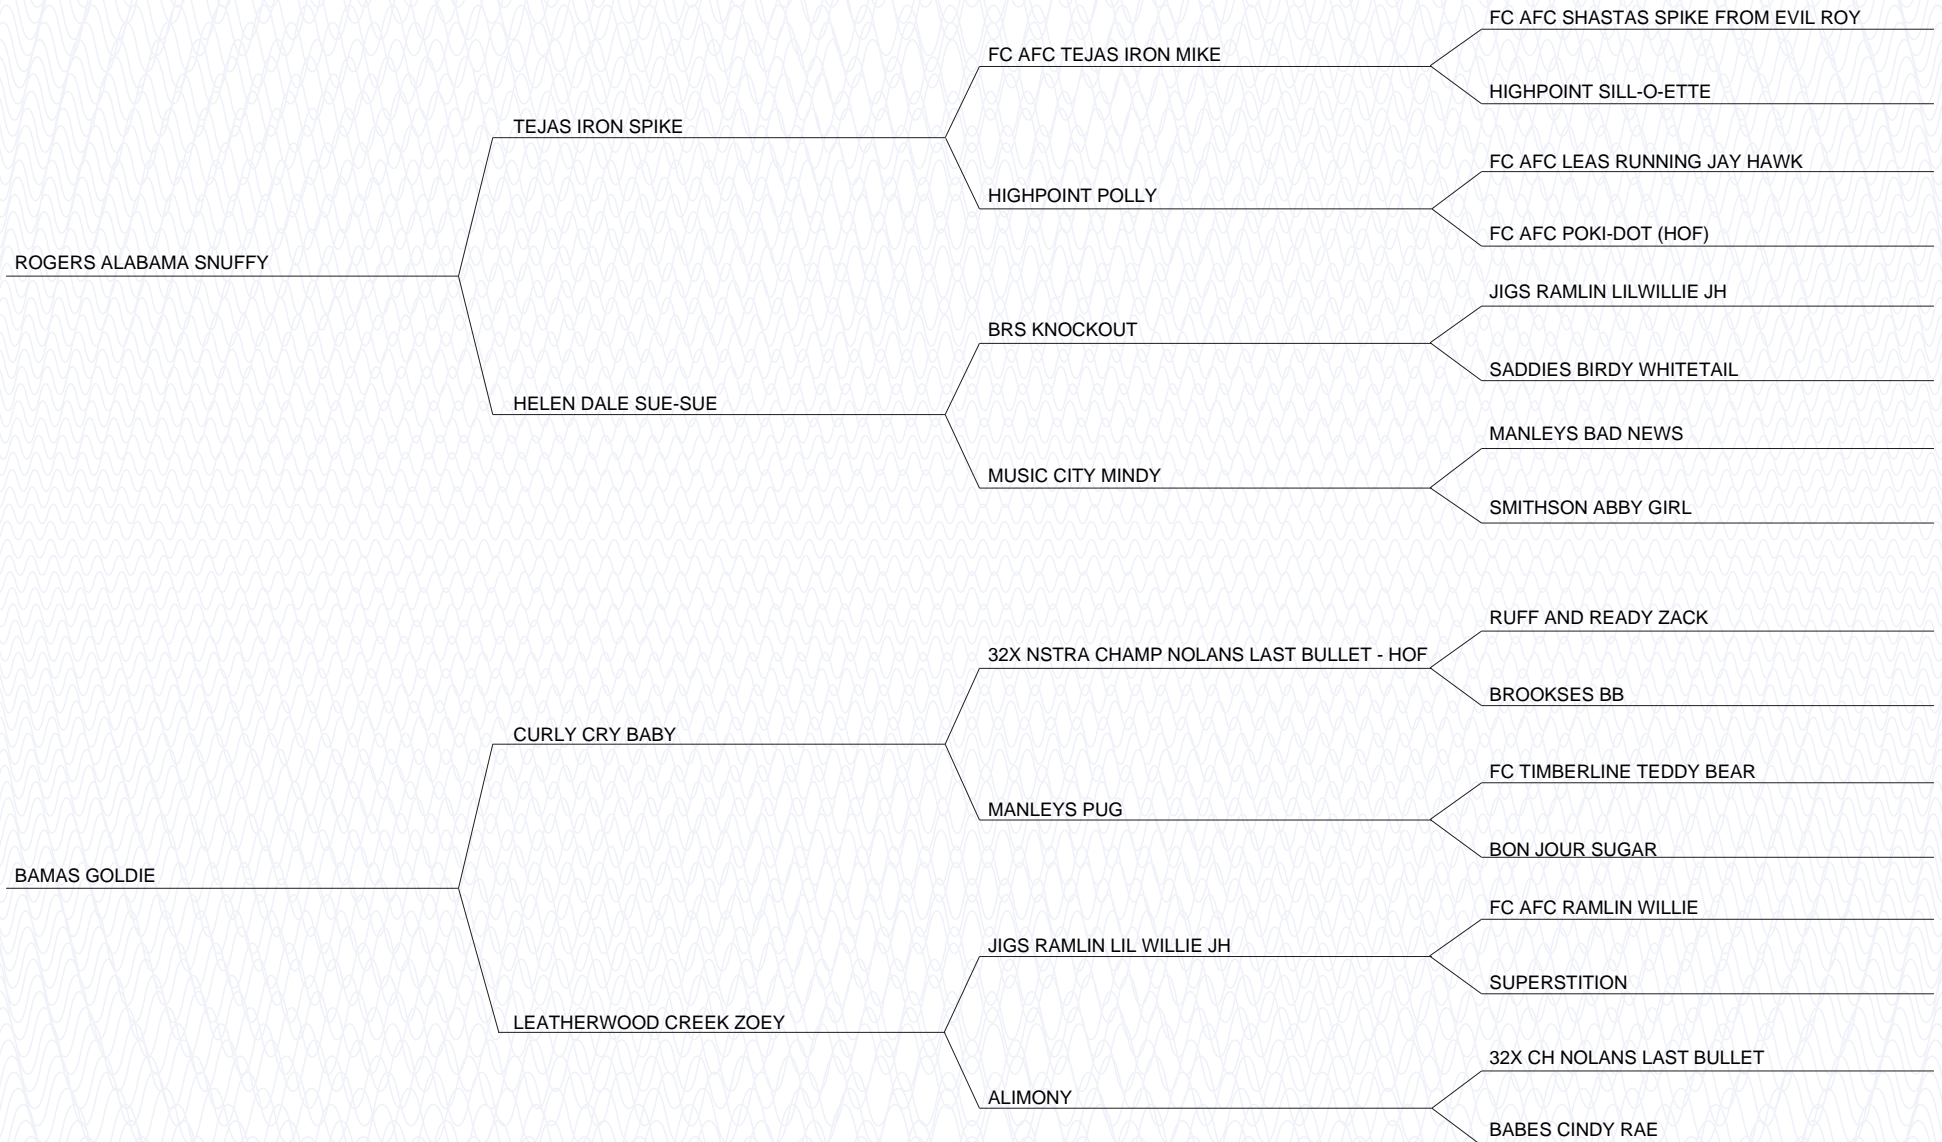 FC AFC SHASTAS SPIKE FROM EVIL ROY
FC AFC TEJAS IRON MIKE
HIGHPOINT SILL-O-ETTE
TEJAS IRON SPIKE
FC AFC LEAS RUNNING JAY HAWK
HIGHPOINT POLLY
FC AFC POKI-DOT (HOF)
ROGERS ALABAMA SNUFFY
JIGS RAMLIN LILWILLIE JH
BRS KNOCKOUT
SADDIES BIRDY WHITETAIL
HELEN DALE SUE-SUE
MANLEYS BAD NEWS
MUSIC CITY MINDY
SMITHSON ABBY GIRL
RUFF AND READY ZACK
32X NSTRA CHAMP NOLANS LAST BULLET - HOF
BROOKSES BB
CURLY CRY BABY
FC TIMBERLINE TEDDY BEAR
MANLEYS PUG
BON JOUR SUGAR
BAMAS GOLDIE
FC AFC RAMLIN WILLIE
JIGS RAMLIN LIL WILLIE JH
SUPERSTITION
LEATHERWOOD CREEK ZOEY
32X CH NOLANS LAST BULLET
ALIMONY
BABES CINDY RAE